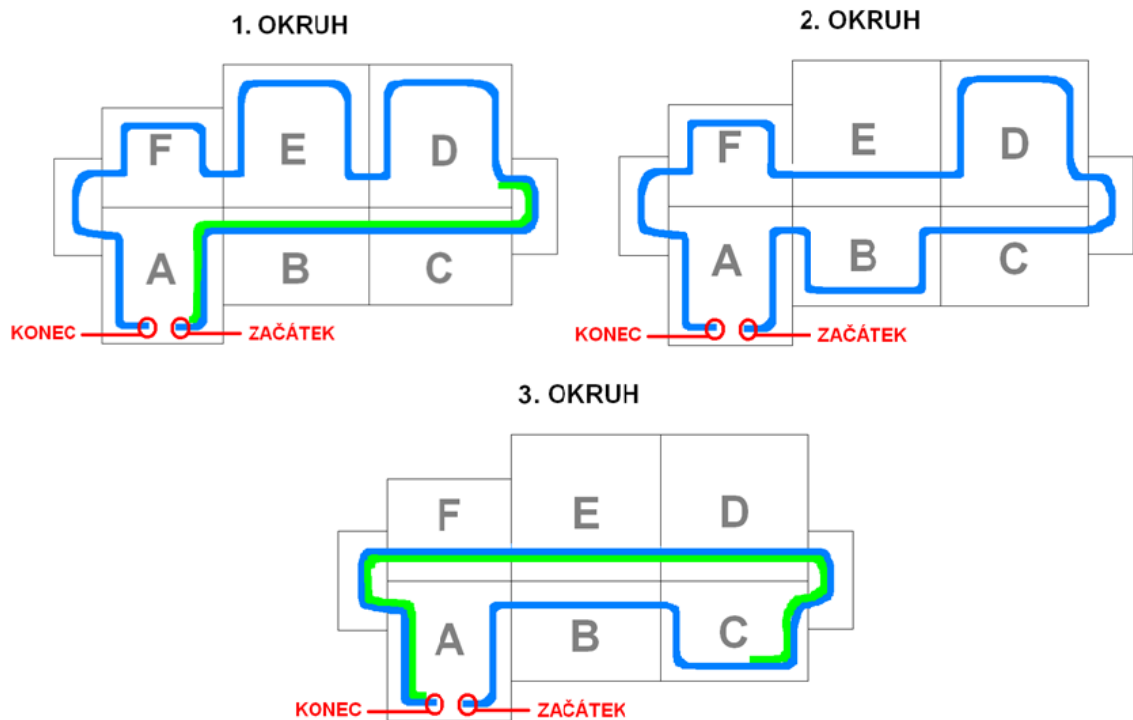 1. OKRUH
2. OKRUH
F E D
A B C
KONEC ZAČÁTEK
F E D
A B C
KONEC ZAČÁTEK
3. OKRUH
F E D
A B C
KONEC ZAČÁTEK